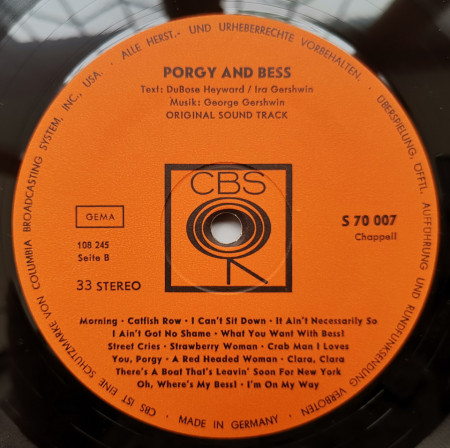 PORGY AND BESS
Text: DuBose Heyward / Ira Gershwin
Musik: George Gershwin
ORIGINAL SOUND TRACK
CBS
GEMA
S 70 007
Chappell
108 245
Seite B
33 STEREO
Morning · Catfish Row · I Can't Sit Down · It Ain't Necessarily So
I Ain't Got No Shame · What You Want With Bess!
Street Cries · Strawberry Woman · Crab Man I Loves
You, Porgy · A Red Headed Woman · Clara, Clara
There's A Boat That's Leavin' Soon For New York
Oh, Where's My Bess! · I'm On My Way
CBS IST EINE SCHUTZMARKE VON COLUMBIA BROADCASTING SYSTEM, INC., USA. · ALLE HERST.- UND URHEBERRECHTE VORBEHALTEN. · ÜBERSPIELUNG, ÖFFTL. AUFFÜHRUNG UND RUNDFUNKSENDUNG VERBOTEN · MADE IN GERMANY ·